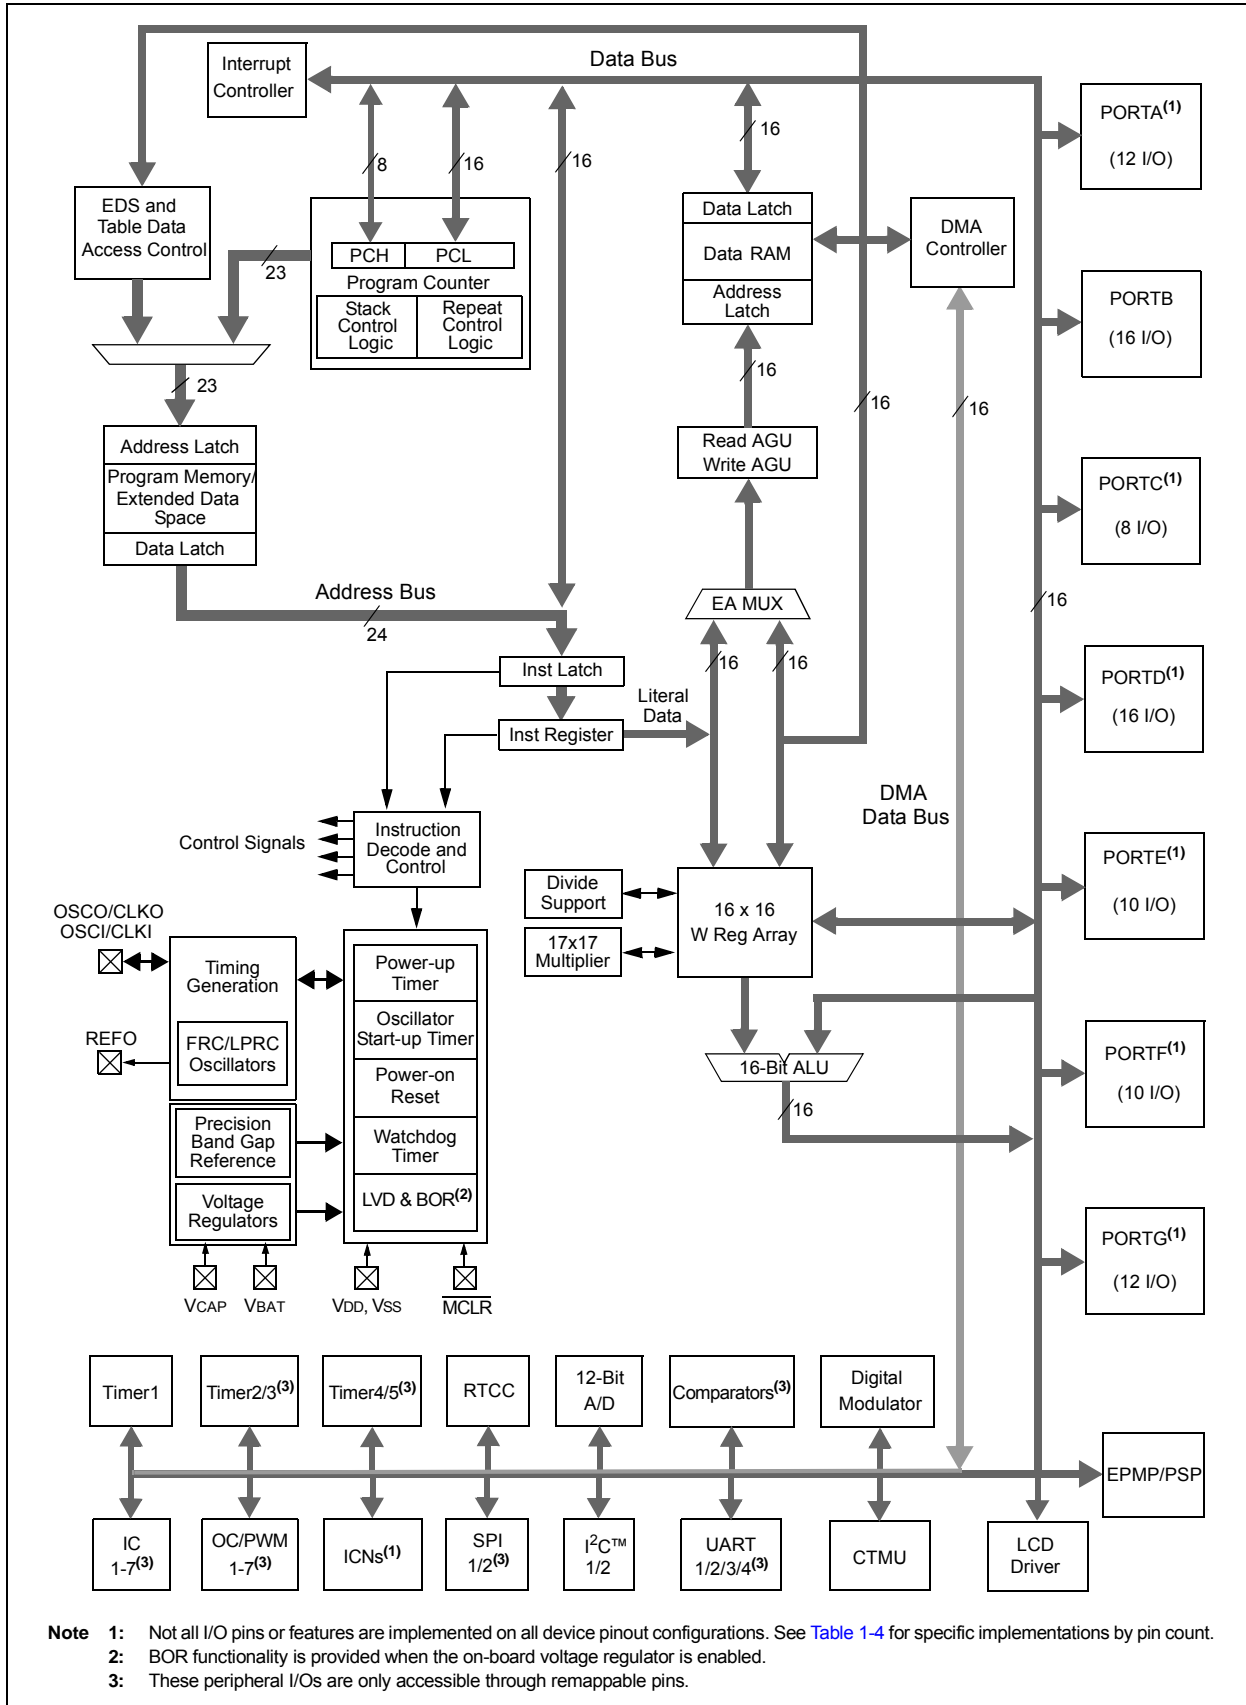 Data Bus
Interrupt
Controller
16
8
16
16
PORTA(1)
(12 I/O)
EDS and
Table Data
Access Control
Data Latch
Data RAM
Address
Latch
DMA
Controller
PCH
PCL
Program Counter
Stack
Control
Logic
Repeat
Control
Logic
23
PORTB
(16 I/O)
23
16
16
16
Address Latch
Program Memory/
Extended Data
Space
Data Latch
Read AGU
Write AGU
PORTC(1)
(8 I/O)
Address Bus
24
EA MUX
16
16
16
Inst Latch
Literal
Data
Inst Register
PORTD(1)
(16 I/O)
DMA
Data Bus
Control Signals
Instruction
Decode and
Control
Divide
Support
17x17
Multiplier
16 x 16
W Reg Array
PORTE(1)
(10 I/O)
OSCO/CLKO
OSCI/CLKI
Timing
Generation
REFO
FRC/LPRC
Oscillators
Power-up
Timer
Oscillator
Start-up Timer
Power-on
Reset
Watchdog
Timer
LVD & BOR(2)
16-Bit ALU
16
PORTF(1)
(10 I/O)
Precision
Band Gap
Reference
Voltage
Regulators
PORTG(1)
(12 I/O)
VCAP
VBAT
VDD, VSS
MCLR
Timer1
Timer2/3(3)
Timer4/5(3)
RTCC
12-Bit
A/D
Comparators(3)
Digital
Modulator
EPMP/PSP
IC
1-7(3)
OC/PWM
1-7(3)
ICNs(1)
SPI
1/2(3)
I2C™
1/2
UART
1/2/3/4(3)
CTMU
LCD
Driver
Note 1: Not all I/O pins or features are implemented on all device pinout configurations. See Table 1-4 for specific implementations by pin count.
2: BOR functionality is provided when the on-board voltage regulator is enabled.
3: These peripheral I/Os are only accessible through remappable pins.